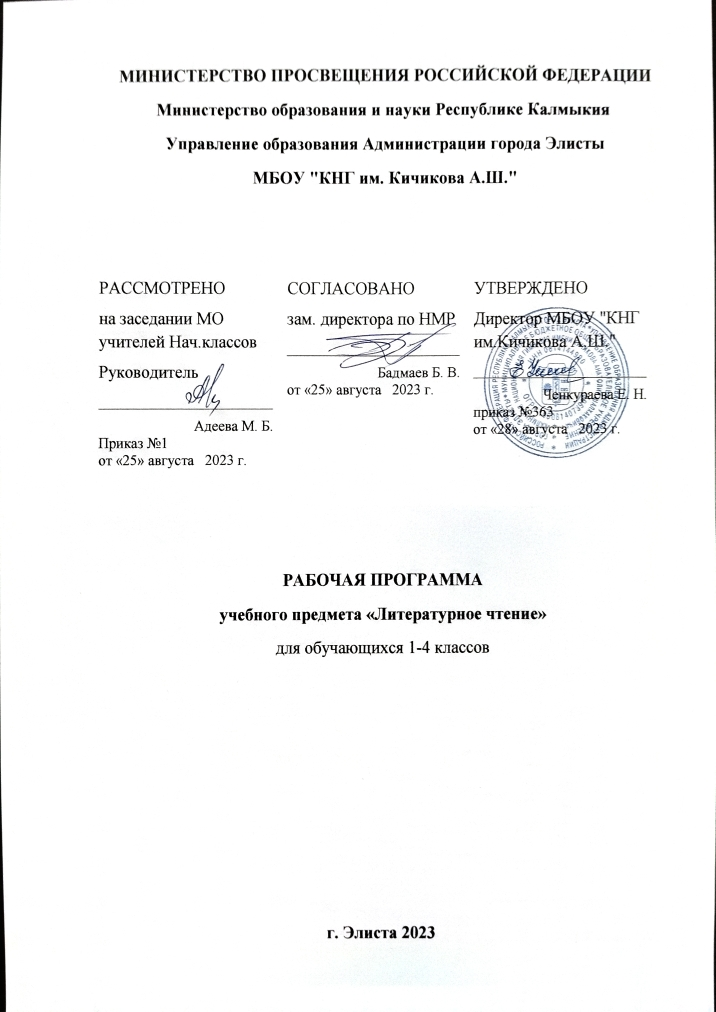 МИНИСТЕРСТВО ПРОСВЕЩЕНИЯ РОССИЙСКОЙ ФЕДЕРАЦИИ
Министерство образования и науки Республике Калмыкия
Управление образования Администрации города Элисты
МБОУ "КНГ им. Кичикова А.Ш."
РАССМОТРЕНО
на заседании МО
учителей Нач.классов
Руководитель
Адеева М. Б.
Приказ №1
от «25» августа 2023 г.
СОГЛАСОВАНО
зам. директора по НМР
Бадмаев Б. В.
от «25» августа 2023 г.
УТВЕРЖДЕНО
Директор МБОУ "КНГ
им.Кичикова А.Ш."
Ченкураева Е. Н.
приказ №363
от «28» августа 2023 г.
РАБОЧАЯ ПРОГРАММА
учебного предмета «Литературное чтение»
для обучающихся 1-4 классов
г. Элиста 2023